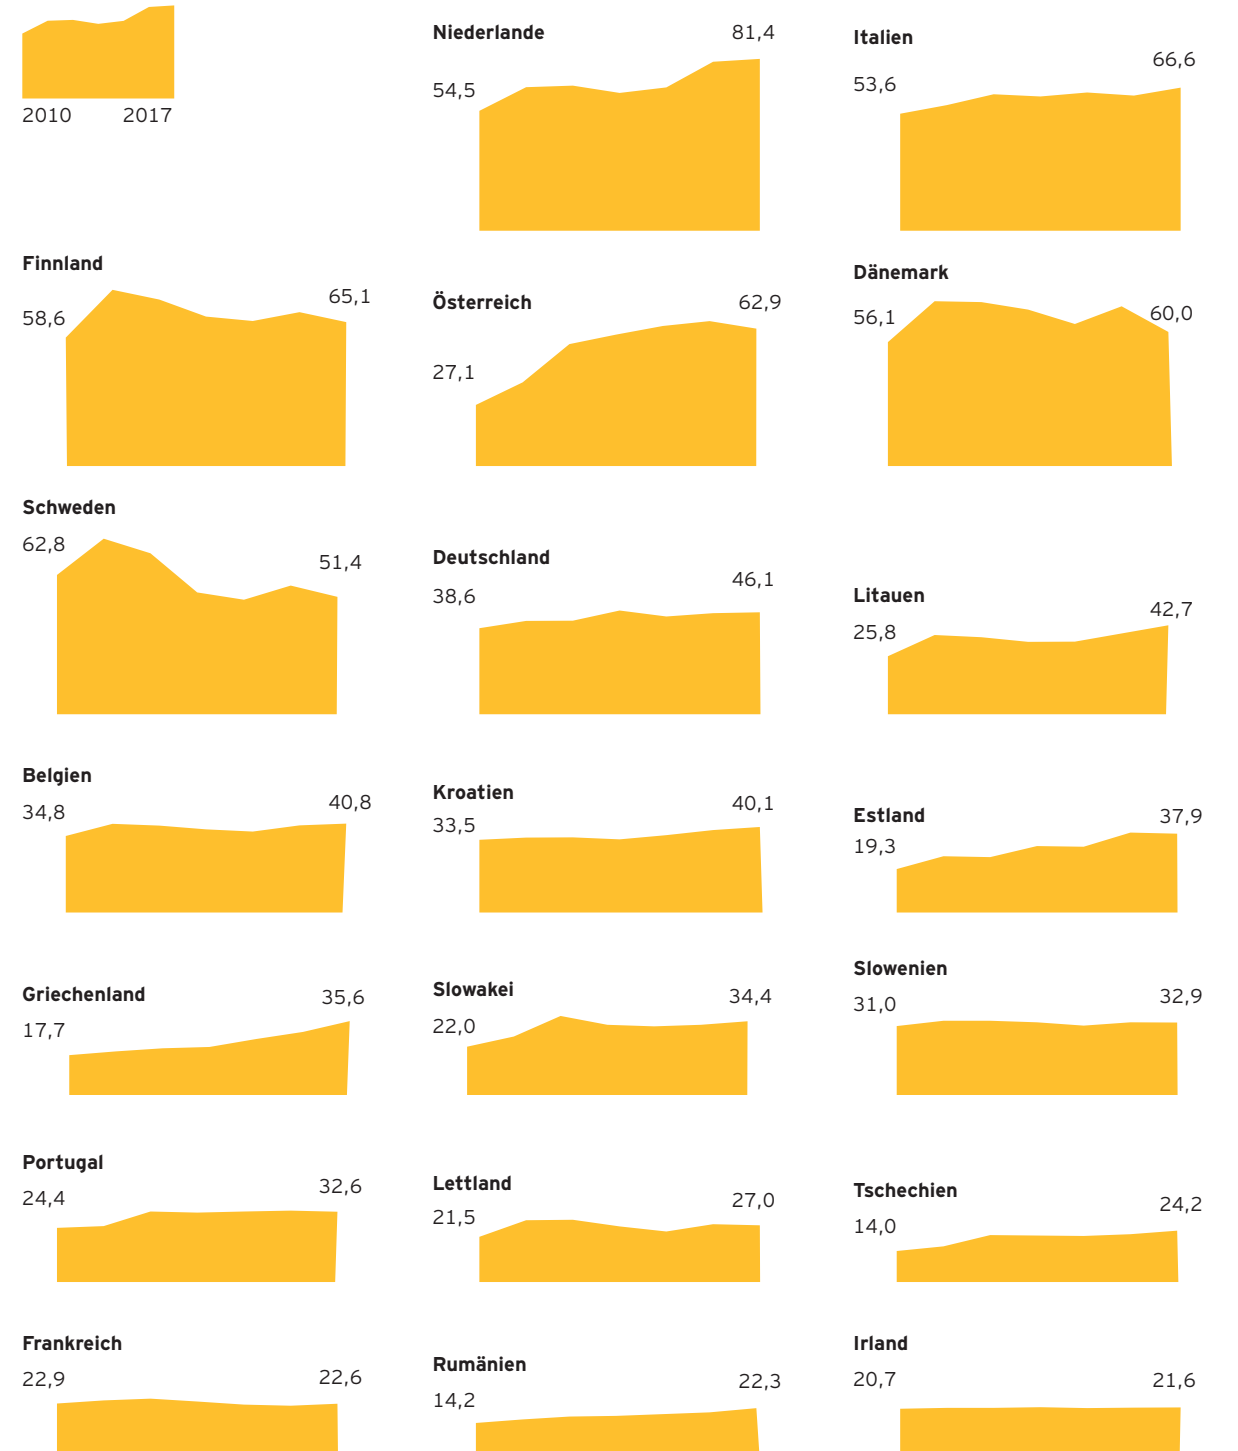 2010 2017
Niederlande
54,5 81,4
Italien
53,6 66,6
Finnland
58,6 65,1
Österreich
27,1 62,9
Dänemark
56,1 60,0
Schweden
62,8 51,4
Deutschland
38,6 46,1
Litauen
25,8 42,7
Belgien
34,8 40,8
Kroatien
33,5 40,1
Estland
19,3 37,9
Griechenland
17,7 35,6
Slowakei
22,0 34,4
Slowenien
31,0 32,9
Portugal
24,4 32,6
Lettland
21,5 27,0
Tschechien
14,0 24,2
Frankreich
22,9 22,6
Rumänien
14,2 22,3
Irland
20,7 21,6